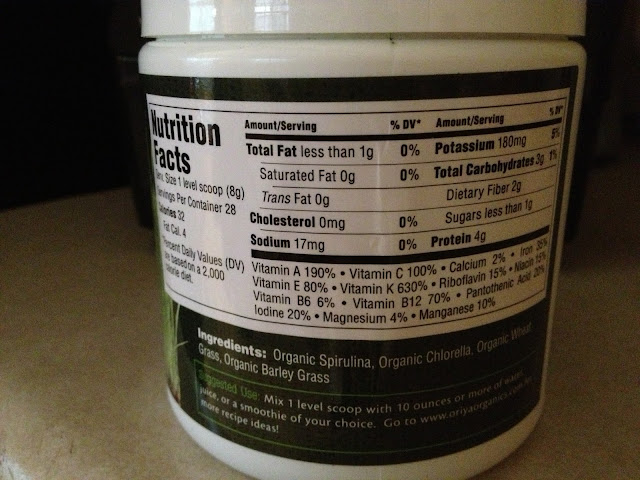 Nutrition
Facts
Serv. Size 1 level scoop (8g)
Servings Per Container 28
Calories 32
Fat Cal. 4
Percent Daily Values (DV)
are based on a 2,000
calorie diet.
Amount/Serving % DV*
Total Fat less than 1g 0%
Saturated Fat 0g 0%
Trans Fat 0g
Cholesterol 0mg 0%
Sodium 17mg 0%
Amount/Serving % DV*
Potassium 180mg 5%
Total Carbohydrates 3g 1%
Dietary Fiber 2g
Sugars less than 1g
Protein 4g
Vitamin A 190% • Vitamin C 100% • Calcium 2% • Iron 35%
Vitamin E 80% • Vitamin K 630% • Riboflavin 15% • Niacin 15%
Vitamin B6 6% • Vitamin B12 70% • Pantothenic Acid 20%
Iodine 20% • Magnesium 4% • Manganese 10%
Ingredients: Organic Spirulina, Organic Chlorella, Organic Wheat
Grass, Organic Barley Grass
Suggested Use: Mix 1 level scoop with 10 ounces or more of water,
juice, or a smoothie of your choice. Go to www.oriyaorganics.com for
more recipe ideas!